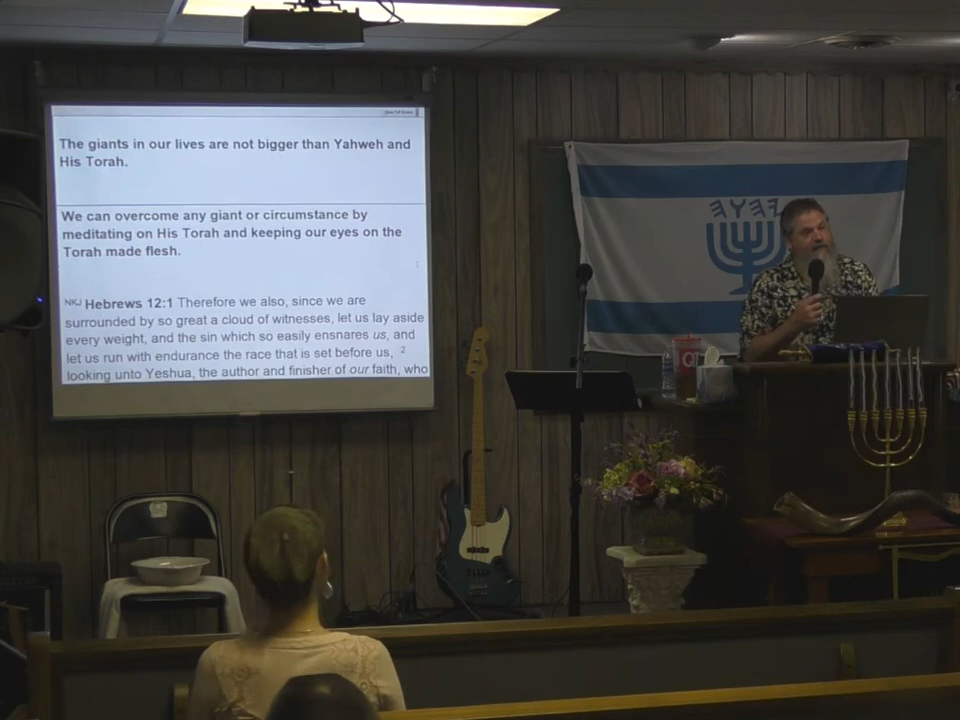 The giants in our lives are not bigger than Yahweh and
His Torah.
We can overcome any giant or circumstance by
meditating on His Torah and keeping our eyes on the
Torah made flesh.
NKJ Hebrews 12:1 Therefore we also, since we are
surrounded by so great a cloud of witnesses, let us lay aside
every weight, and the sin which so easily ensnares us, and
let us run with endurance the race that is set before us, 2
looking unto Yeshua, the author and finisher of our faith, who